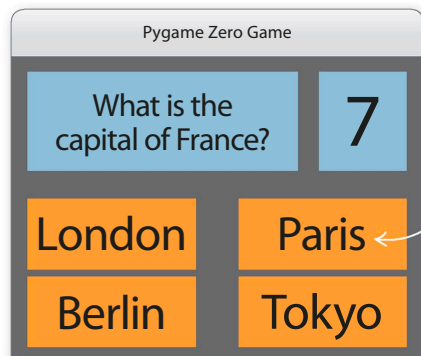 Pygame Zero Game
What is the
capital of France?
7
London
Paris
Berlin
Tokyo